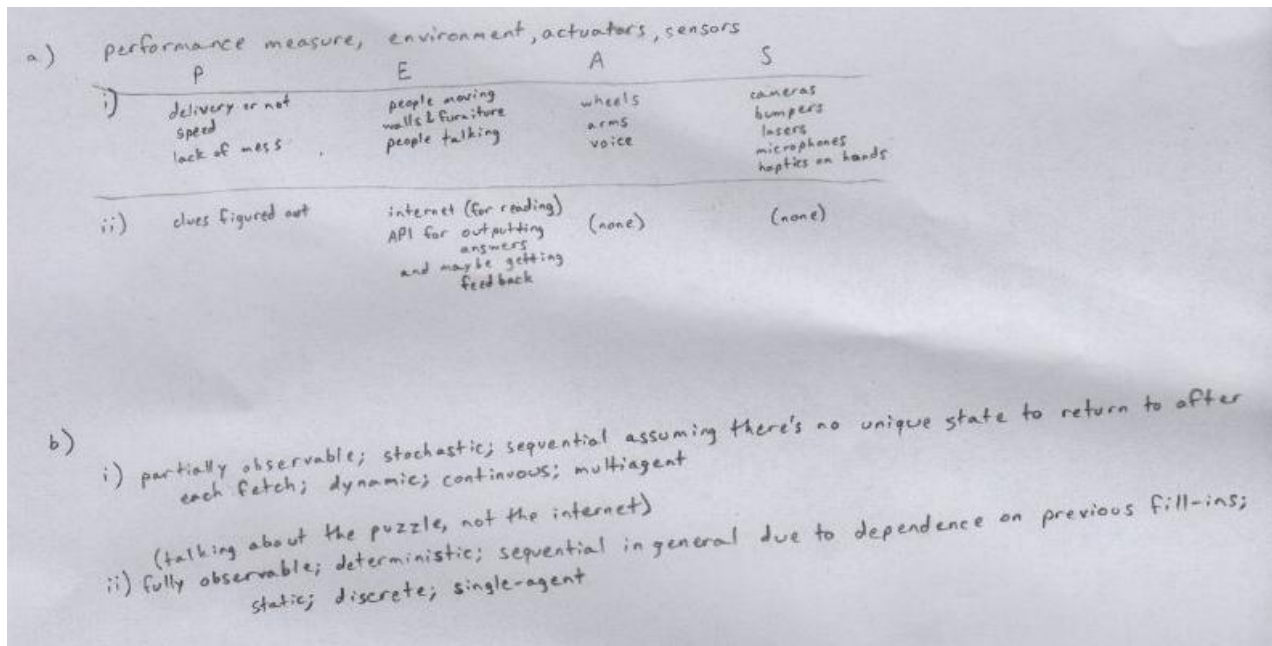 a) performance measure, environment, actuators, sensors
P E A S
i) delivery or not people moving wheels cameras
speed walls & furniture arms bumpers
lack of mess people talking voice lasers
microphones
haptics on hands
ii) clues figured out internet (for reading) (none) (none)
API for outputting
answers
and maybe getting
feedback
b)
i) partially observable; stochastic; sequential assuming there's no unique state to return to after
each fetch; dynamic; continuous; multiagent
(talking about the puzzle, not the internet)
ii) fully observable; deterministic; sequential in general due to dependence on previous fill-ins;
static; discrete; single-agent